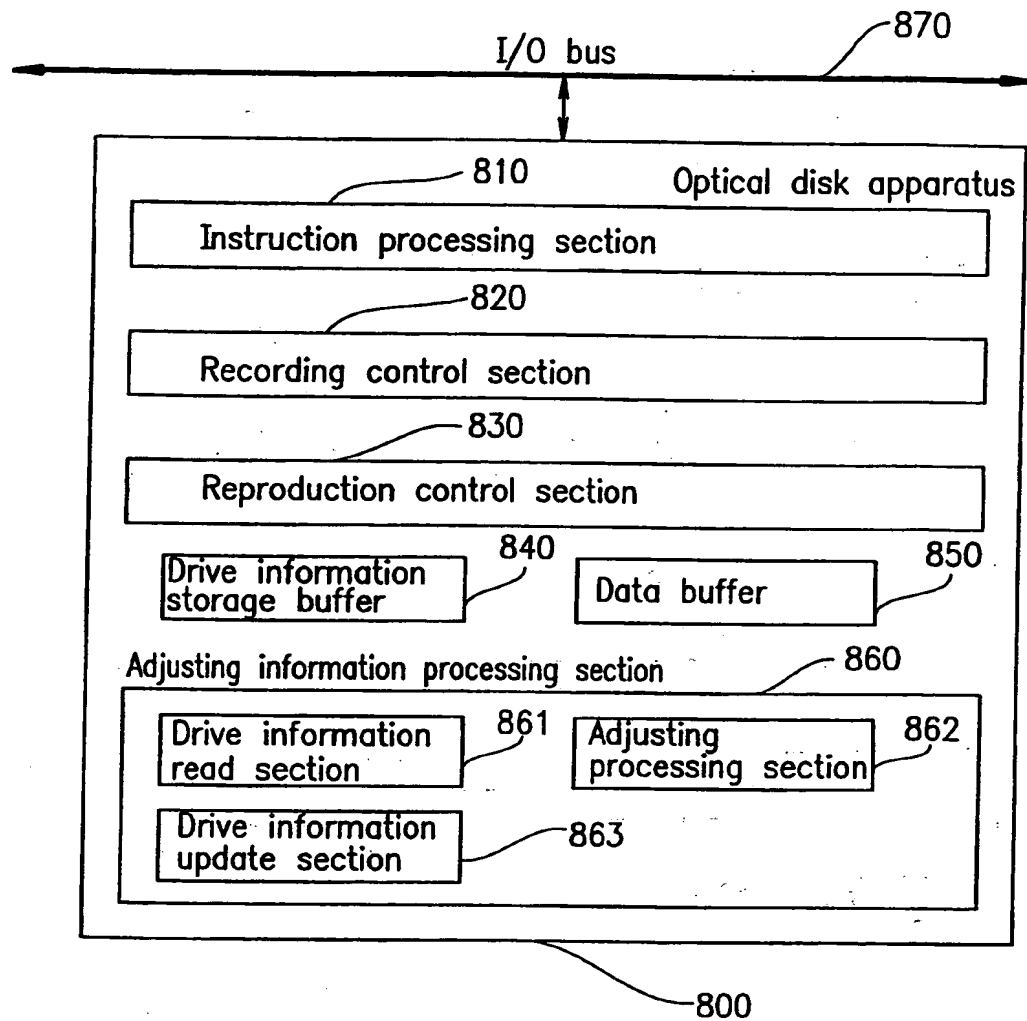 870
I/O bus
810
Optical disk apparatus
Instruction processing section
820
Recording control section
830
Reproduction control section
840
850
Drive information
storage buffer
Data buffer
Adjusting information processing section
860
861
862
Drive information
read section
Adjusting
processing section
Drive information
update section
863
800